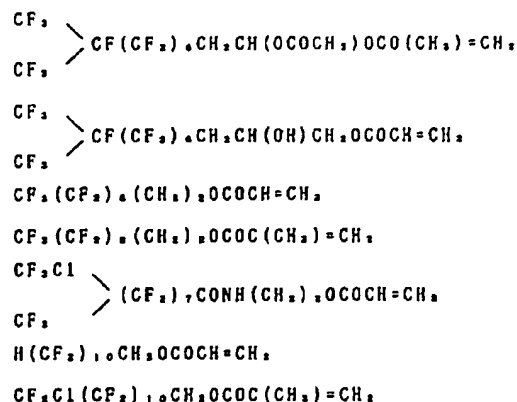 CF₃
CF(CF₂)₆CH₂CH(OCOCH₃)OCO(CH₃)=CH₂
CF₃
CF₃
CF(CF₂)₆CH₂CH(OH)CH₂OCOCH=CH₂
CF₃
CF₃(CF₂)₆(CH₂)₂OCOCH=CH₂
CF₃(CF₂)₈(CH₂)₂OCOC(CH₃)=CH₂
CF₂Cl
(CF₂)₇CONH(CH₂)₂OCOCH=CH₂
CF₃
H(CF₂)₁₀CH₂OCOCH=CH₂
CF₂Cl(CF₂)₁₀CH₂OCOC(CH₃)=CH₂